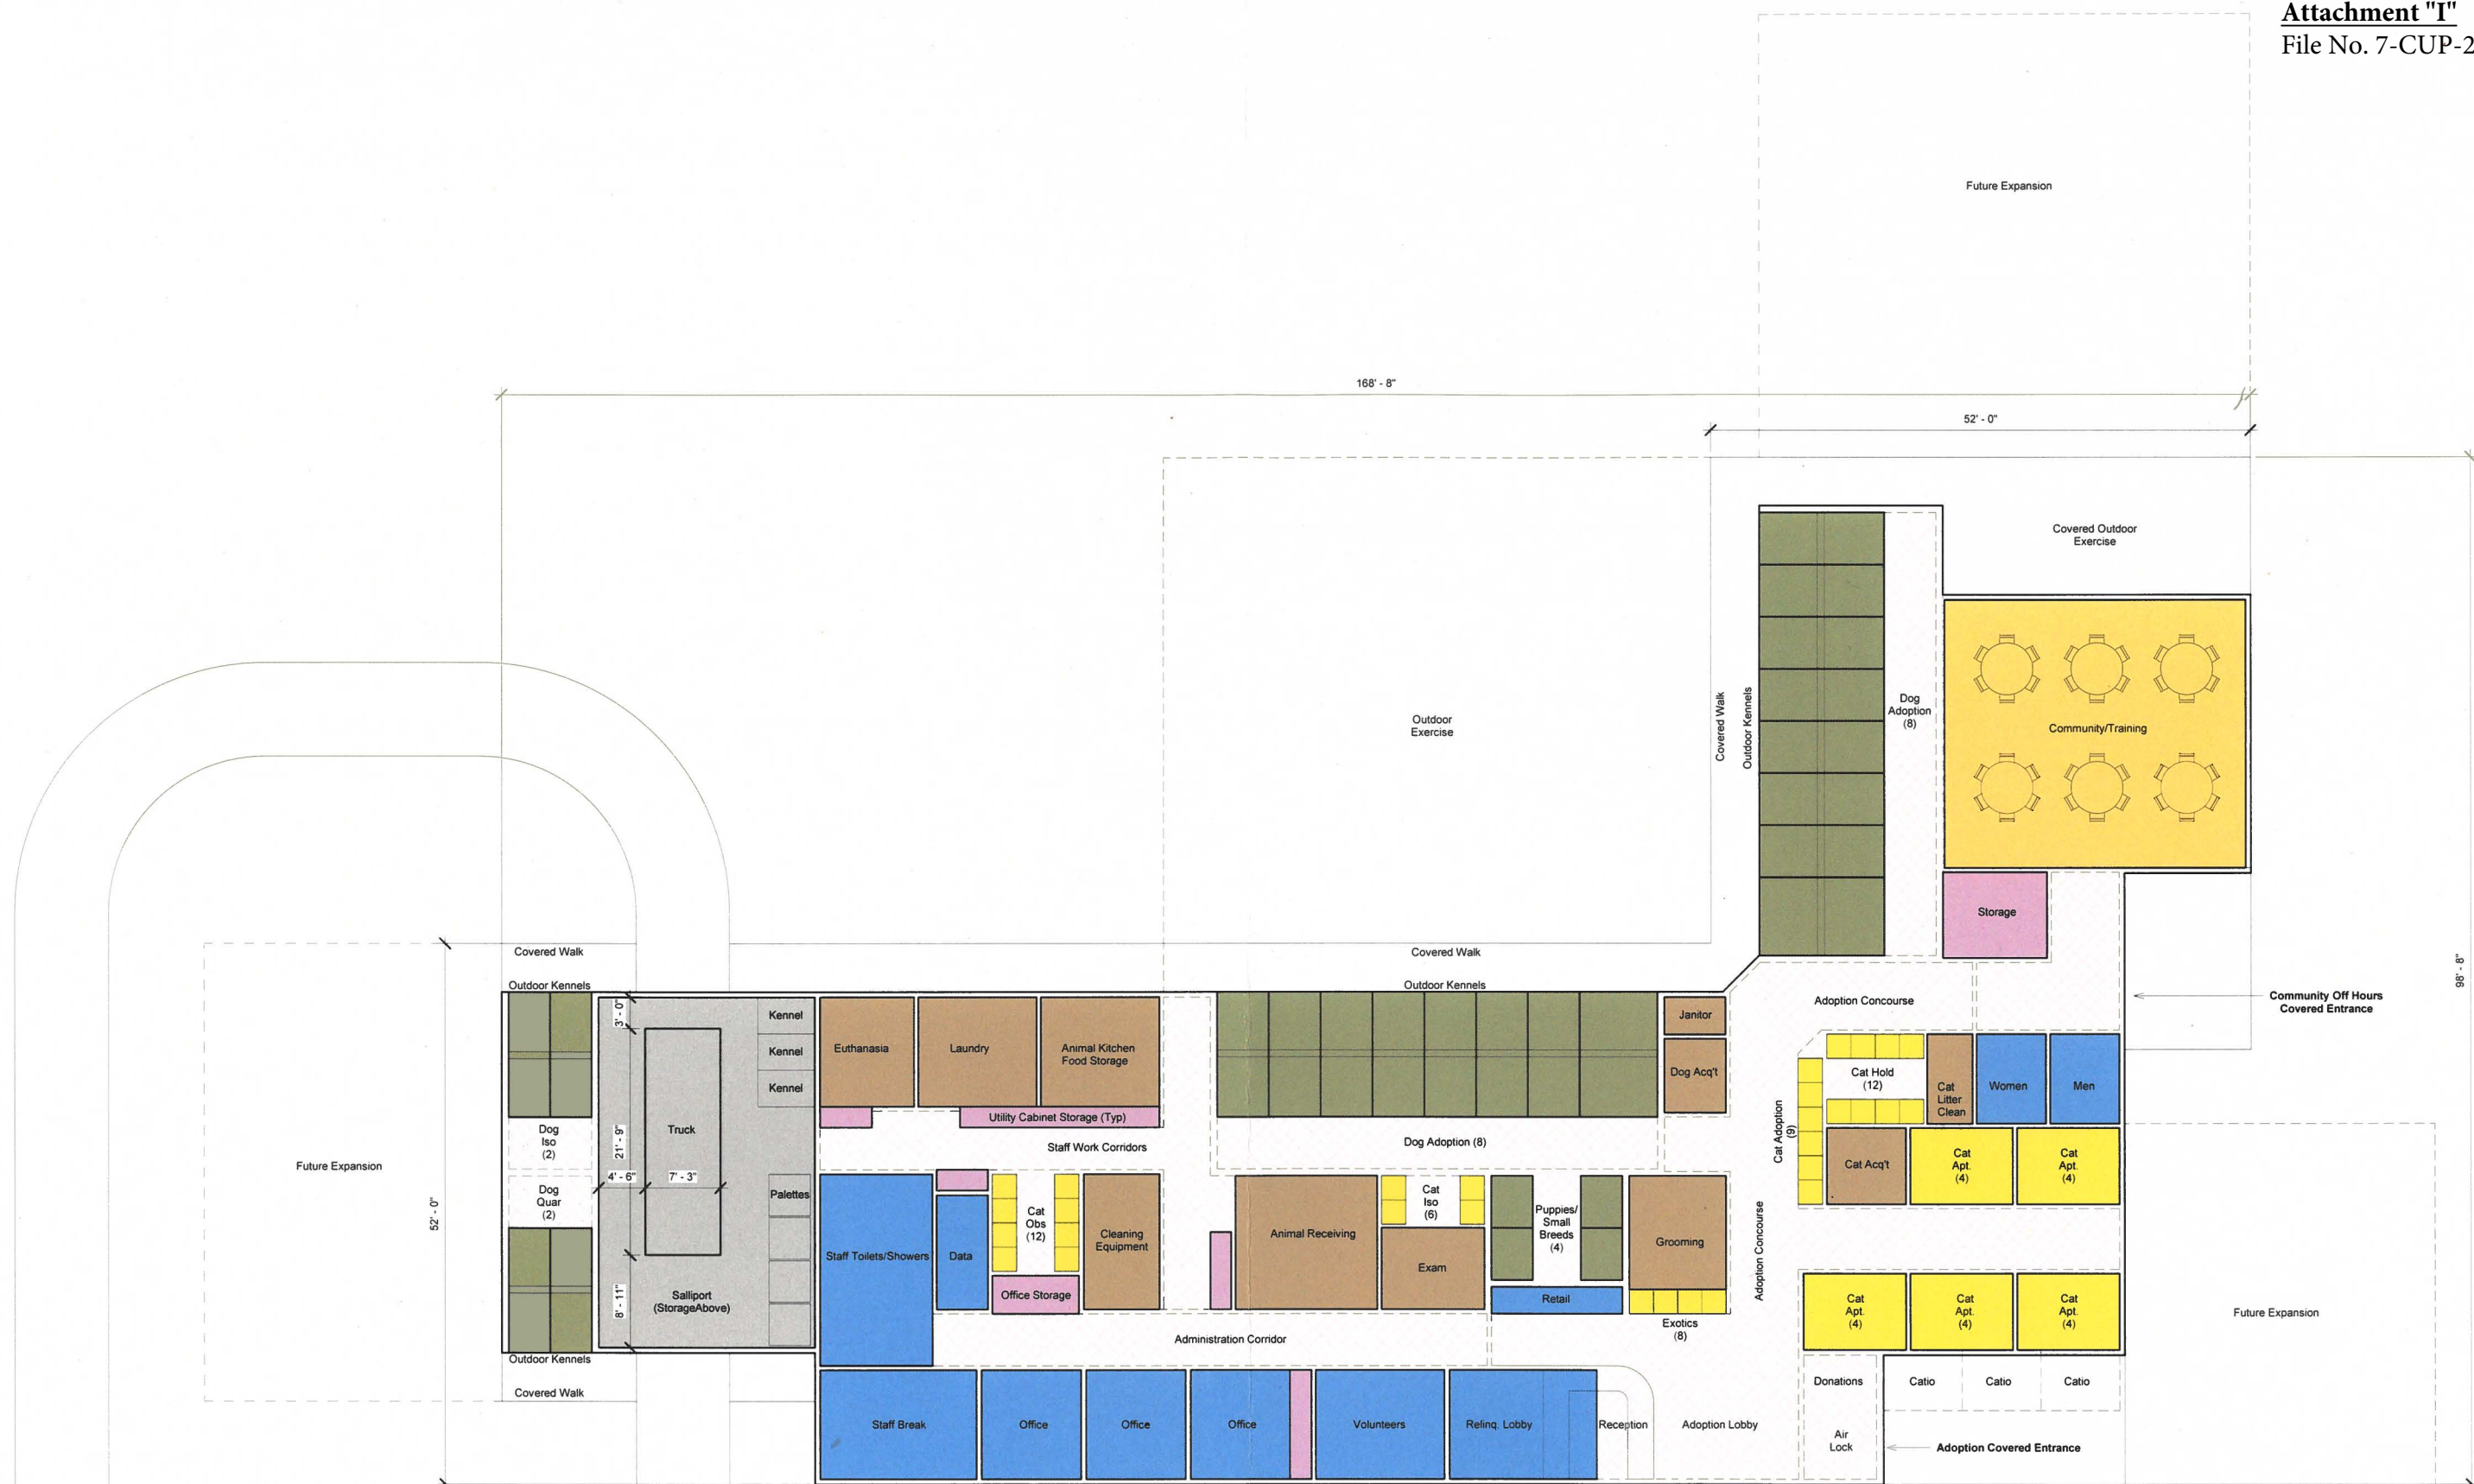 Attachment "I"
File No. 7-CUP-2
Future Expansion
168' - 8"
52' - 0"
Covered Outdoor
Exercise
Outdoor
Exercise
Covered Walk
Outdoor Kennels
Dog
Adoption
(8)
Community/Training
Storage
98' - 8"
Covered Walk
Outdoor Kennels
Covered Walk
Outdoor Kennels
Adoption Concourse
Community Off Hours
Covered Entrance
3' - 0"
Kennel
Kennel
Kennel
Euthanasia
Laundry
Animal Kitchen
Food Storage
Janitor
Dog Acq't
Cat Hold
(12)
Cat
Litter
Clean
Women
Men
Utility Cabinet Storage (Typ)
Dog
Iso
(2)
21' - 9"
Truck
Staff Work Corridors
Dog Adoption (8)
Cat Adoption
(9)
Cat Acq't
Cat
Apt.
(4)
Cat
Apt.
(4)
Future Expansion
52' - 0"
Dog
Quar
(2)
4' - 6"
7' - 3"
Palettes
Staff Toilets/Showers
Data
Cat
Obs
(12)
Cleaning
Equipment
Office Storage
Animal Receiving
Cat
Iso
(6)
Exam
Puppies/
Small
Breeds
(4)
Retail
Grooming
Exotics
(8)
Adoption Concourse
8' - 11"
Salliport
(StorageAbove)
Cat
Apt.
(4)
Cat
Apt.
(4)
Cat
Apt.
(4)
Future Expansion
Administration Corridor
Outdoor Kennels
Covered Walk
Donations
Catio
Catio
Catio
Staff Break
Office
Office
Office
Volunteers
Relinq. Lobby
Reception
Adoption Lobby
Air
Lock
Adoption Covered Entrance